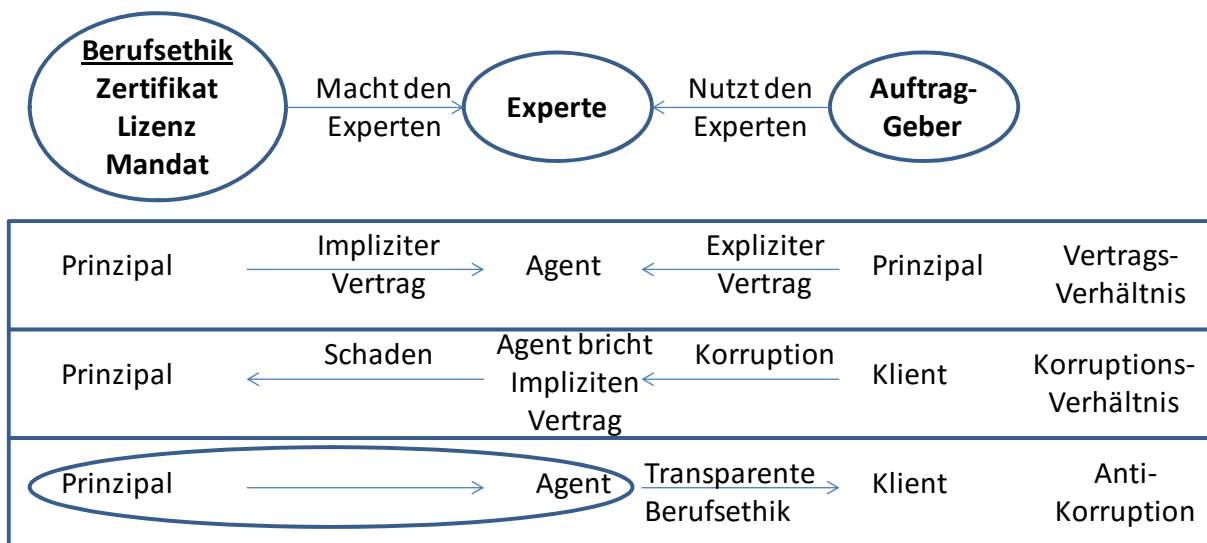 Berufsethik
Zertifikat
Lizenz
Mandat
Macht den
Experten
Experte
Nutzt den
Experten
Auftrag-
Geber
Prinzipal
Impliziter
Vertrag
Agent
Expliziter
Vertrag
Prinzipal
Vertrags-
Verhältnis
Prinzipal
Schaden
Agent bricht
Impliziten
Vertrag
Korruption
Klient
Korruptions-
Verhältnis
Prinzipal
Agent
Transparente
Berufsethik
Klient
Anti-
Korruption